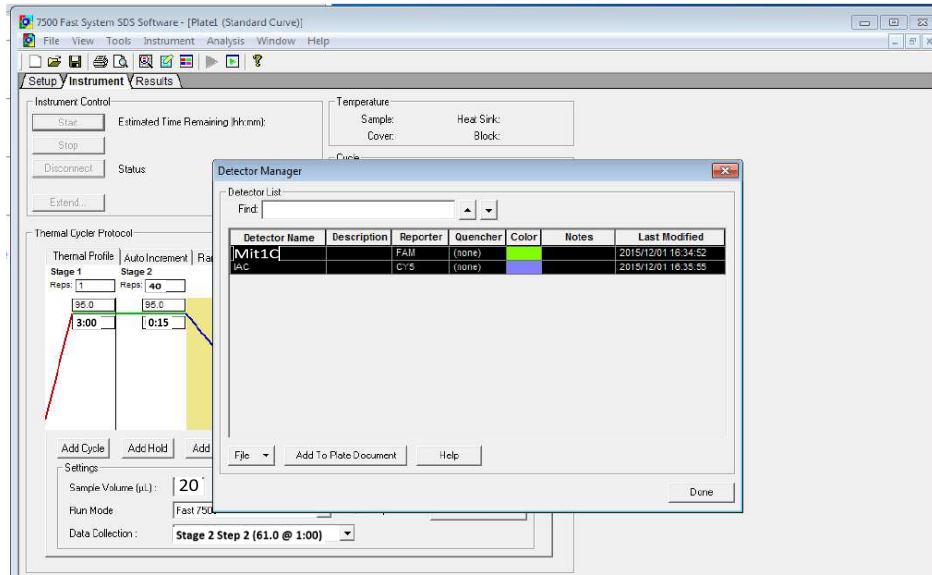 7500 Fast System SDS Software - [Plate1 (Standard Curve)]
File View Tools Instrument Analysis Window Help
Setup Instrument Results
Instrument Control
Start
Estimated Time Remaining (hh:mm):
Stop
Disconnect
Status:
Extend...
Temperature
Sample:
Heat Sink:
Cover:
Block:
Cycle
Thermal Cycler Protocol
Thermal Profile Auto Increment
Stage 1 Stage 2
Reps: 1 Reps: 40
95.0 95.0
3:00 0:15
Add Cycle Add Hold Add
Settings
Sample Volume (µL) : 20
Run Mode Fast 7500
Data Collection : Stage 2 Step 2 (61.0 @ 1:00)
Detector Manager
Detector List
Find:
Detector Name Description Reporter Quencher Color Notes Last Modified
Mit1C FAM (none) 2015/12/01 16:34:52
IAC CY5 (none) 2015/12/01 16:35:55
File Add To Plate Document Help
Done